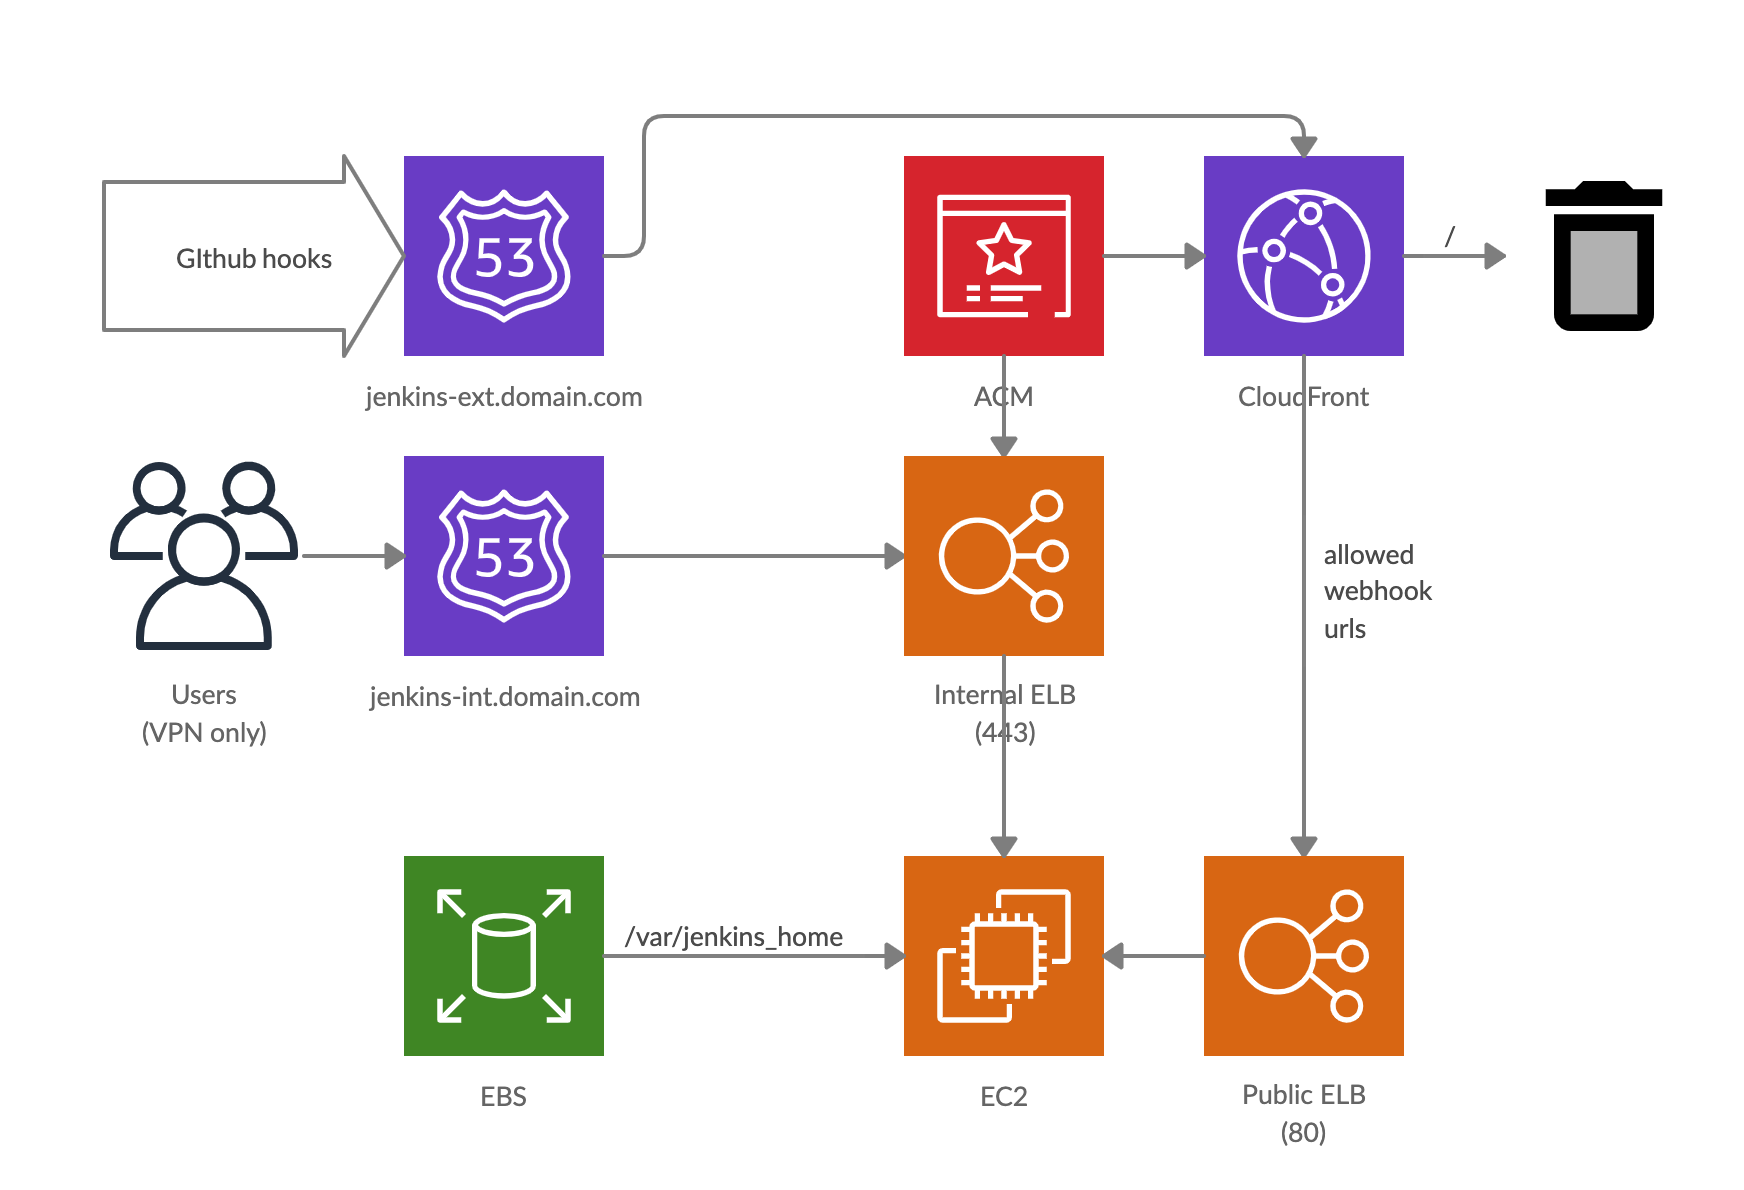 GIthub hooks
53
/
jenkins-ext.domain.com
ACM
CloudFront
53
allowed
webhook
urls
Users
(VPN only)
jenkins-int.domain.com
Internal ELB
(443)
/var/jenkins_home
EBS
EC2
Public ELB
(80)